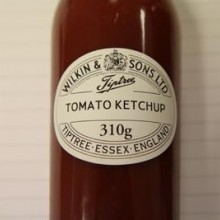 WILKIN & SONS LTD
Tiptree
TOMATO KETCHUP
310g
TIPTREE · ESSEX · ENGLAND